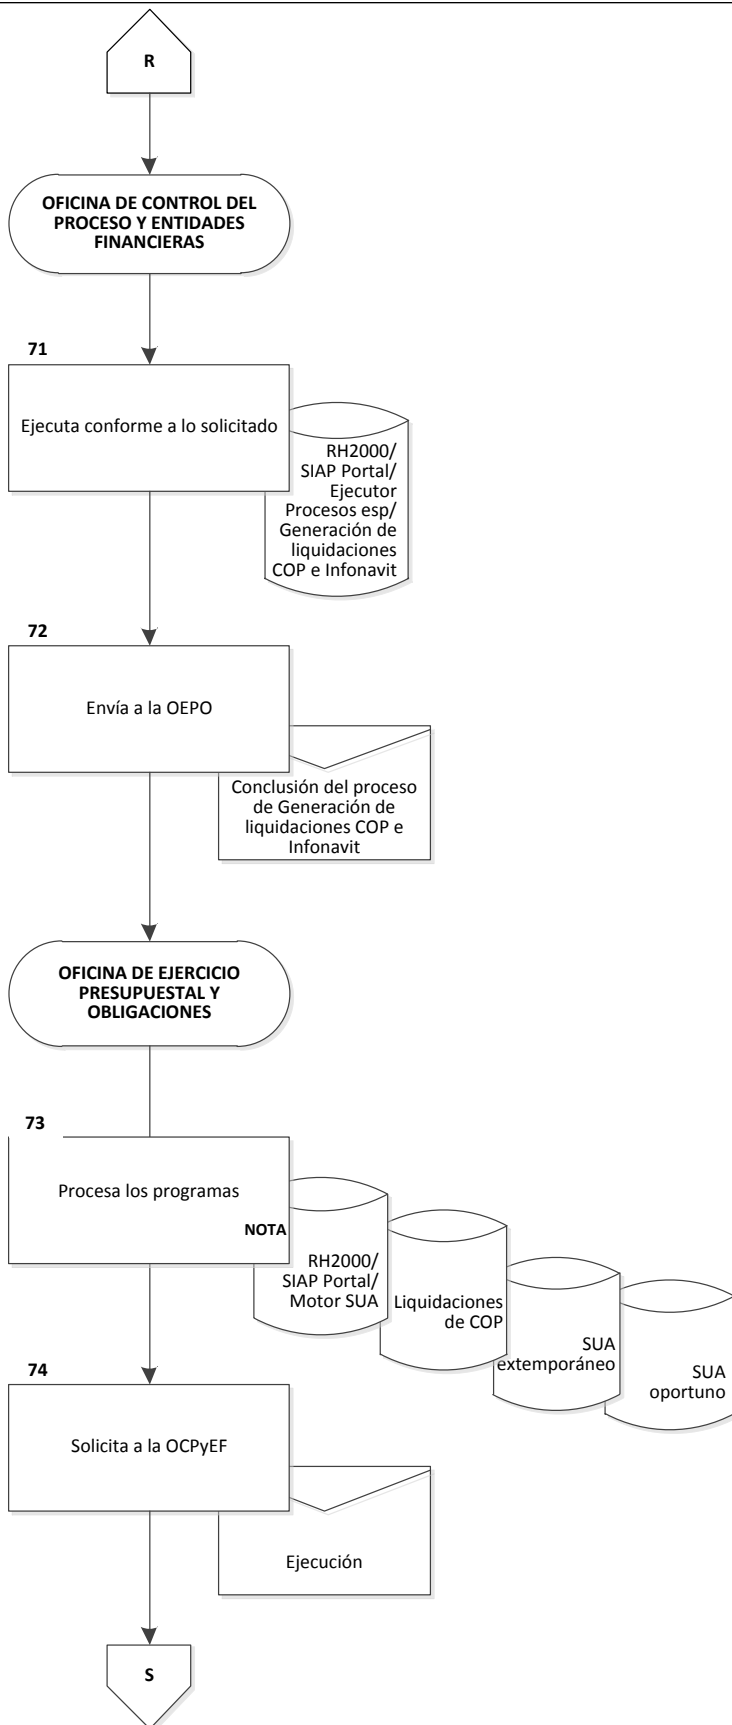 R
OFICINA DE CONTROL DEL
PROCESO Y ENTIDADES
FINANCIERAS
71
Ejecuta conforme a lo solicitado
RH2000/
SIAP Portal/
Ejecutor
Procesos esp/
Generación de
liquidaciones
COP e Infonavit
72
Envía a la OEPO
Conclusión del proceso
de Generación de
liquidaciones COP e
Infonavit
OFICINA DE EJERCICIO
PRESUPUESTAL Y
OBLIGACIONES
73
Procesa los programas
NOTA
RH2000/
SIAP Portal/
Motor SUA
Liquidaciones
de COP
SUA
extemporáneo
SUA
oportuno
74
Solicita a la OCPyEF
Ejecución
S